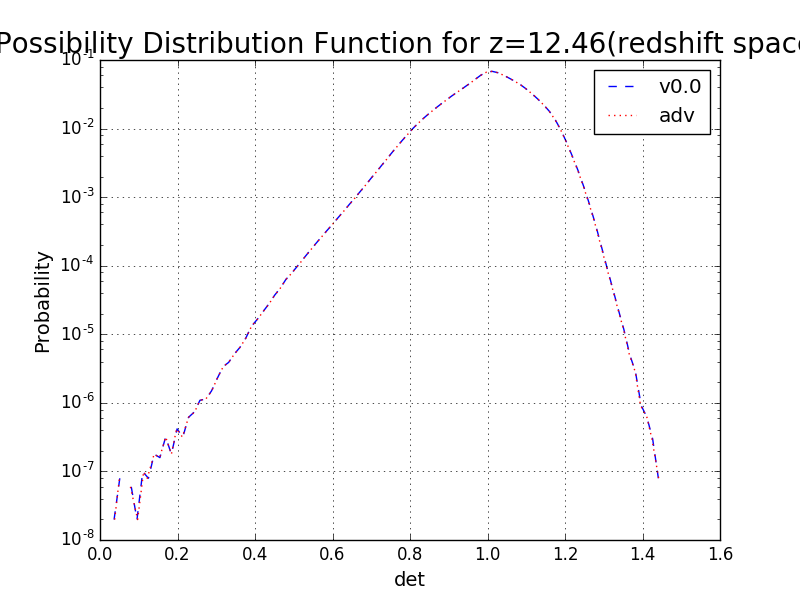 Possibility Distribution Function for z=12.46(redshift space
10^-1
10^-2
10^-3
10^-4
10^-5
10^-6
10^-7
10^-8
Probability
v0.0
adv
0.0 0.2 0.4 0.6 0.8 1.0 1.2 1.4 1.6
det